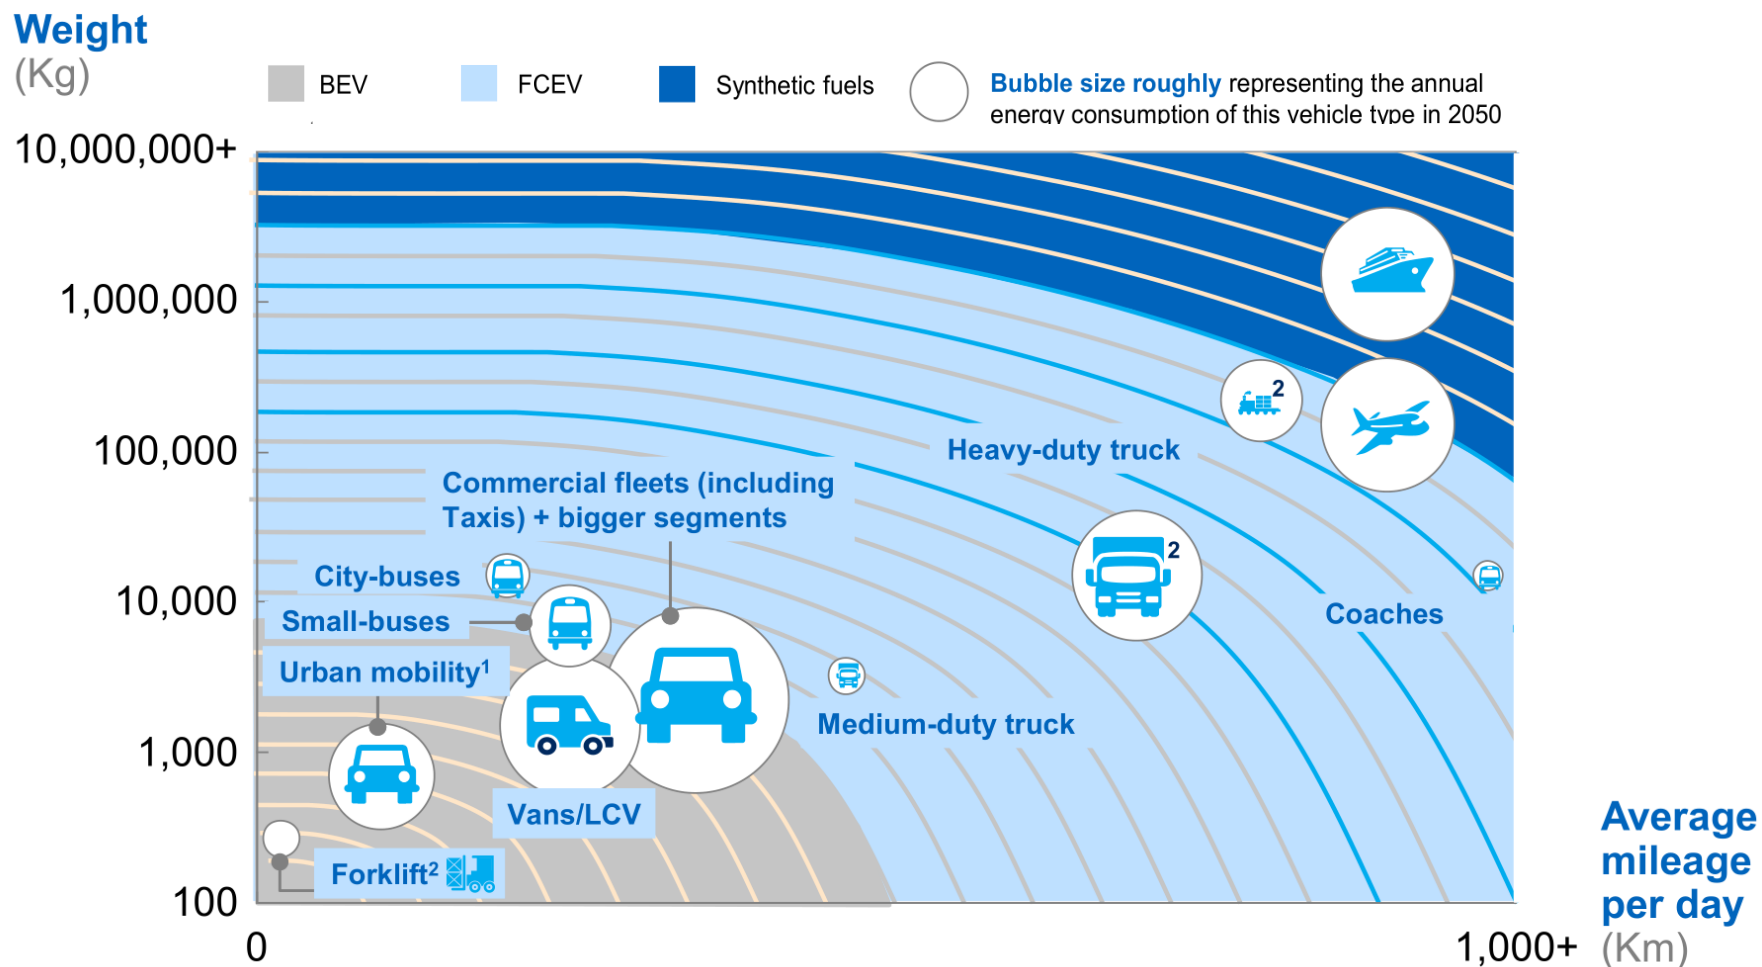 Weight
(Kg)
BEV
FCEV
Synthetic fuels
Bubble size roughly representing the annual
energy consumption of this vehicle type in 2050
10,000,000+
1,000,000
100,000
10,000
1,000
100
0
1,000+
Average
mileage
per day
(Km)
2
Heavy-duty truck
Commercial fleets (including
Taxis) + bigger segments
2
City-buses
Small-buses
Coaches
Urban mobility¹
Medium-duty truck
Vans/LCV
Forklift²